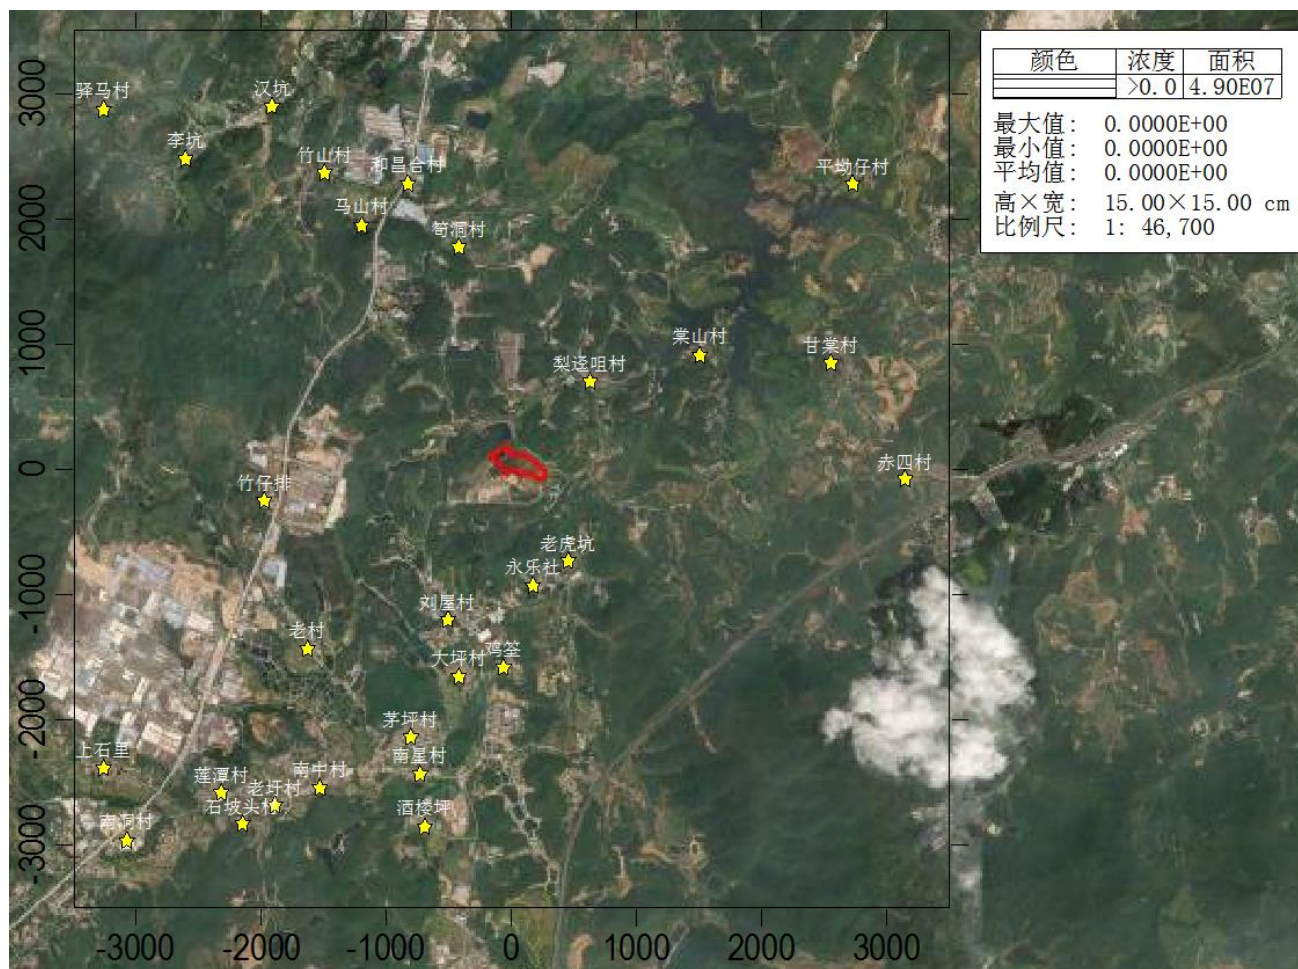 颜色 浓度 面积
>0.0 4.90E07
最大值: 0.0000E+00
最小值: 0.0000E+00
平均值: 0.0000E+00
高×宽: 15.00×15.00 cm
比例尺: 1: 46,700
3000
2000
1000
0
-1000
-2000
-3000
驿马村
汉坑
李坑
竹山村
和昌合村
平坳仔村
马山村
筍洞村
棠山村
甘棠村
梨迳咀村
赤四村
竹仔排
老虎坑
永乐社
刘屋村
老村
大坪村
鸡笭
茅坪村
上石里
南星村
南中村
莲潭村
老圩村
石坡头村
酒楼坪
南洞村
-3000
-2000
-1000
0
1000
2000
3000